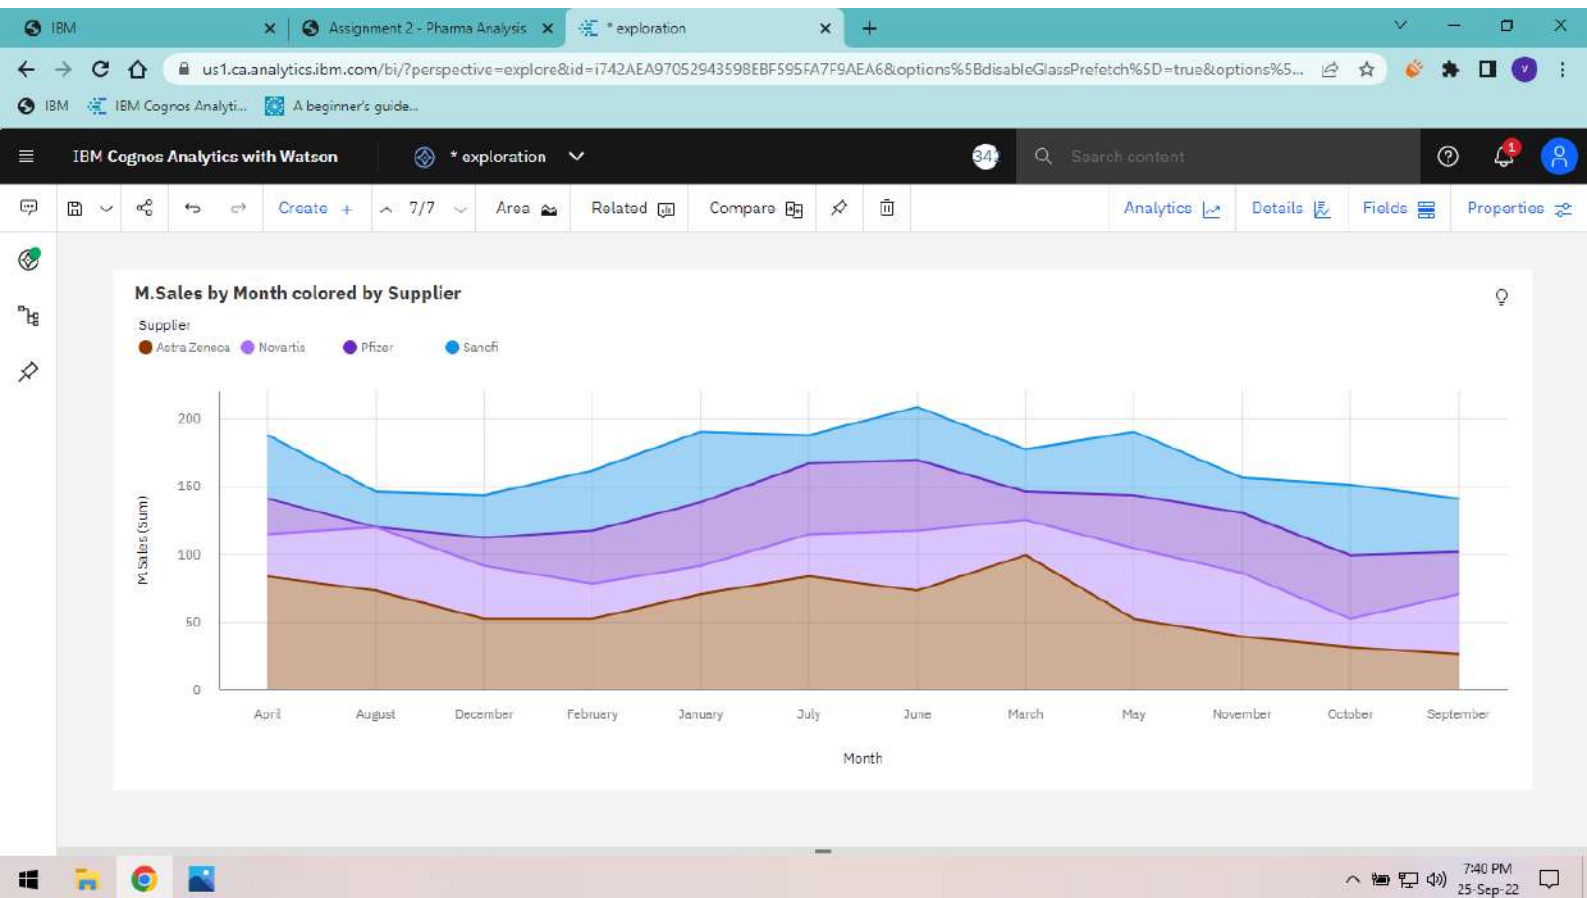 IBM
Assignment 2 - Pharma Analysis
* exploration
us1.ca.analytics.ibm.com/bi/?perspective=explore&id=i742AEA97052943598EBF595FA7F9AEA6&options%5BdisableGlassPrefetch%5D=true&options%5...
V
IBM
IBM Cognos Analyti...
A beginner's guide...
IBM Cognos Analytics with Watson
* exploration
Search content
1
Create +
7/7
Area
Related
Compare
Analytics
Details
Fields
Properties
M.Sales by Month colored by Supplier
Supplier
Astra Zeneca
Novartis
Pfizer
Sanofi
M.Sales (Sum)
200
150
100
50
0
April
August
December
February
January
July
June
March
May
November
October
September
Month
7:40 PM
25-Sep-22